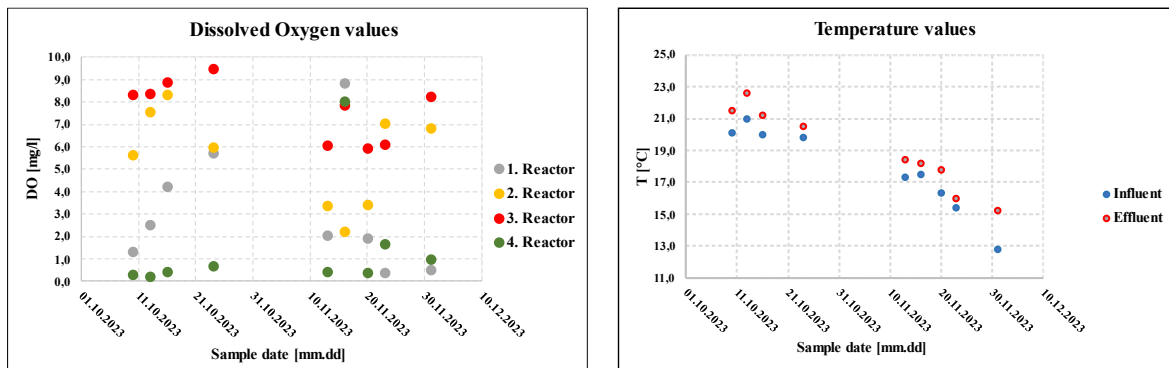 Dissolved Oxygen values
10,0
9,0
8,0
7,0
6,0
5,0
4,0
3,0
2,0
1,0
0,0
DO [mg/l]
01.10.2023
11.10.2023
21.10.2023
31.10.2023
10.11.2023
20.11.2023
30.11.2023
10.12.2023
Sample date [mm.dd]
1. Reactor
2. Reactor
3. Reactor
4. Reactor
Temperature values
25,0
23,0
21,0
19,0
17,0
15,0
13,0
11,0
T [°C]
01.10.2023
11.10.2023
21.10.2023
31.10.2023
10.11.2023
20.11.2023
30.11.2023
10.12.2023
Sample date [mm.dd]
Influent
Effluent